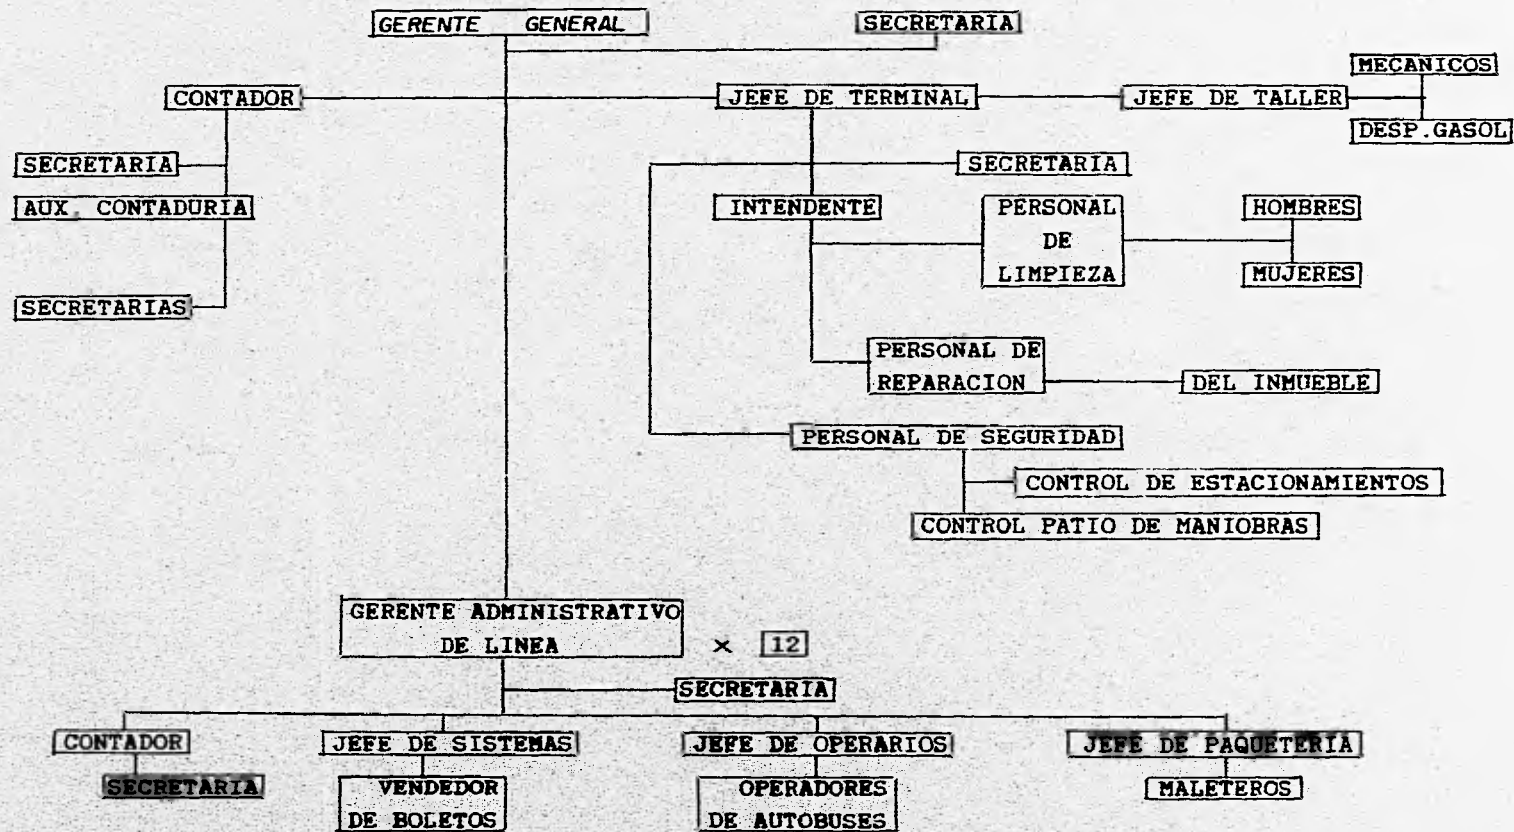 GERENTE GENERAL
SECRETARIA
MECANICOS
CONTADOR
JEFE DE TERMINAL
JEFE DE TALLER
DESP.GASOL
SECRETARIA
SECRETARIA
AUX. CONTADURIA
INTENDENTE
PERSONAL
DE
LIMPIEZA
HOMBRES
MUJERES
SECRETARIAS
PERSONAL DE
REPARACION
DEL INMUEBLE
PERSONAL DE SEGURIDAD
CONTROL DE ESTACIONAMIENTOS
CONTROL PATIO DE MANIOBRAS
GERENTE ADMINISTRATIVO
DE LINEA
× 12
SECRETARIA
CONTADOR
JEFE DE SISTEMAS
JEFE DE OPERARIOS
JEFE DE PAQUETERIA
SECRETARIA
VENDEDOR
DE BOLETOS
OPERADORES
DE AUTOBUSES
MALETEROS